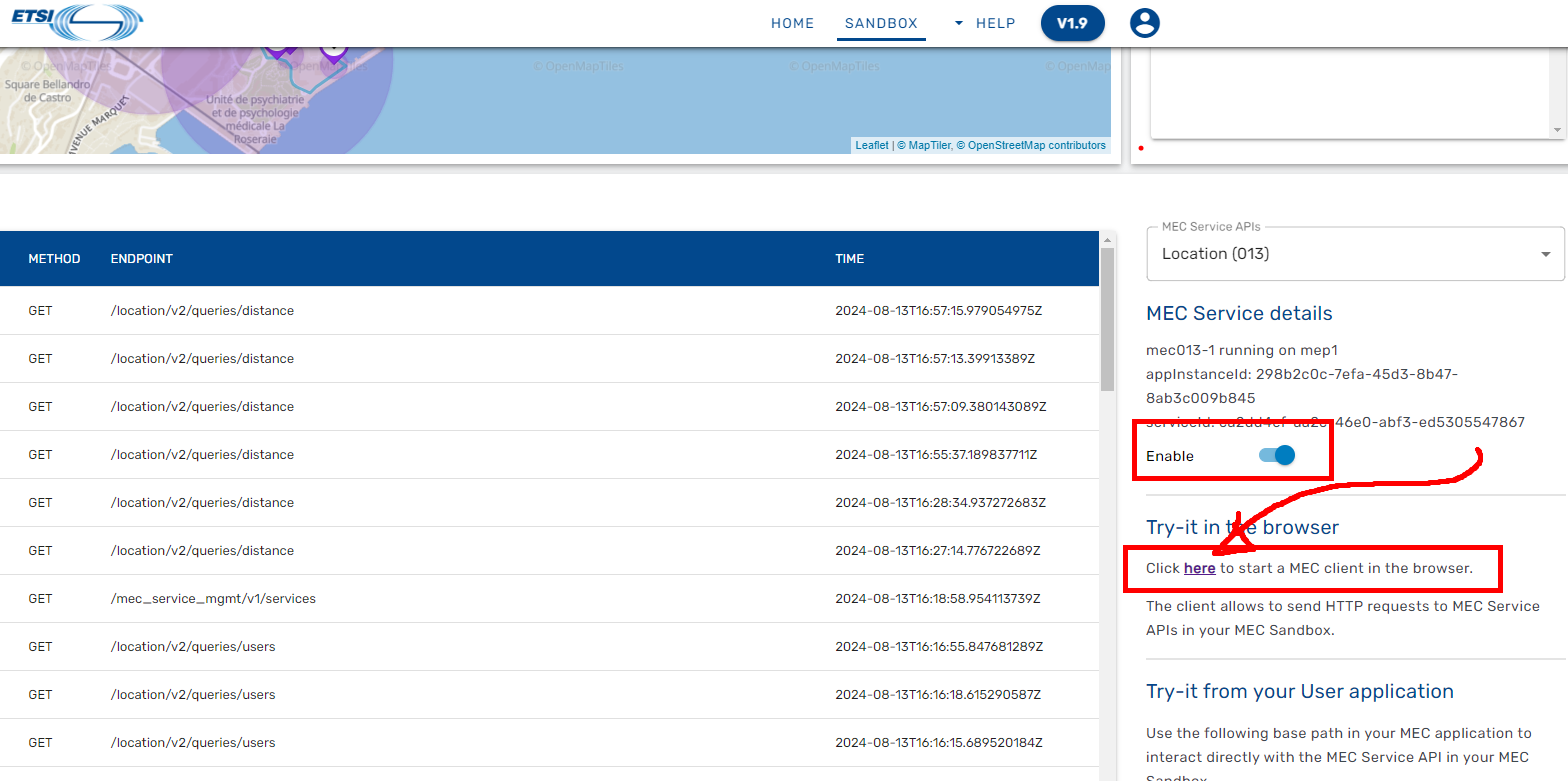 ETSI
HOME
SANDBOX
HELP
V1.9
© OpenMapTiles
© OpenMapTiles
© OpenMapTiles
© OpenMapTiles
© OpenMap
Square Bellandro
de Castro
AVENUE MARQUET
Unité de psychiatrie
et de psychologie
médicale La
Roseraie
Leaflet | © MapTiler, © OpenStreetMap contributors
METHOD ENDPOINT TIME
GET /location/v2/queries/distance 2024-08-13T16:57:15.979054975Z
GET /location/v2/queries/distance 2024-08-13T16:57:13.39913389Z
GET /location/v2/queries/distance 2024-08-13T16:57:09.380143089Z
GET /location/v2/queries/distance 2024-08-13T16:55:37.189837711Z
GET /location/v2/queries/distance 2024-08-13T16:28:34.937272683Z
GET /location/v2/queries/distance 2024-08-13T16:27:14.776722689Z
GET /mec_service_mgmt/v1/services 2024-08-13T16:18:58.954113739Z
GET /location/v2/queries/users 2024-08-13T16:16:55.847681289Z
GET /location/v2/queries/users 2024-08-13T16:16:18.615290587Z
GET /location/v2/queries/users 2024-08-13T16:16:15.689520184Z
MEC Service APIs
Location (013)
MEC Service details
mec013-1 running on mep1
appInstanceId: 298b2c0c-7efa-45d3-8b47-
8ab3c009b845
46e0-abf3-ed5305547867
Enable
Try-it in the browser
Click here to start a MEC client in the browser.
The client allows to send HTTP requests to MEC Service
APIs in your MEC Sandbox.
Try-it from your User application
Use the following base path in your MEC application to
interact directly with the MEC Service API in your MEC
Sandbox